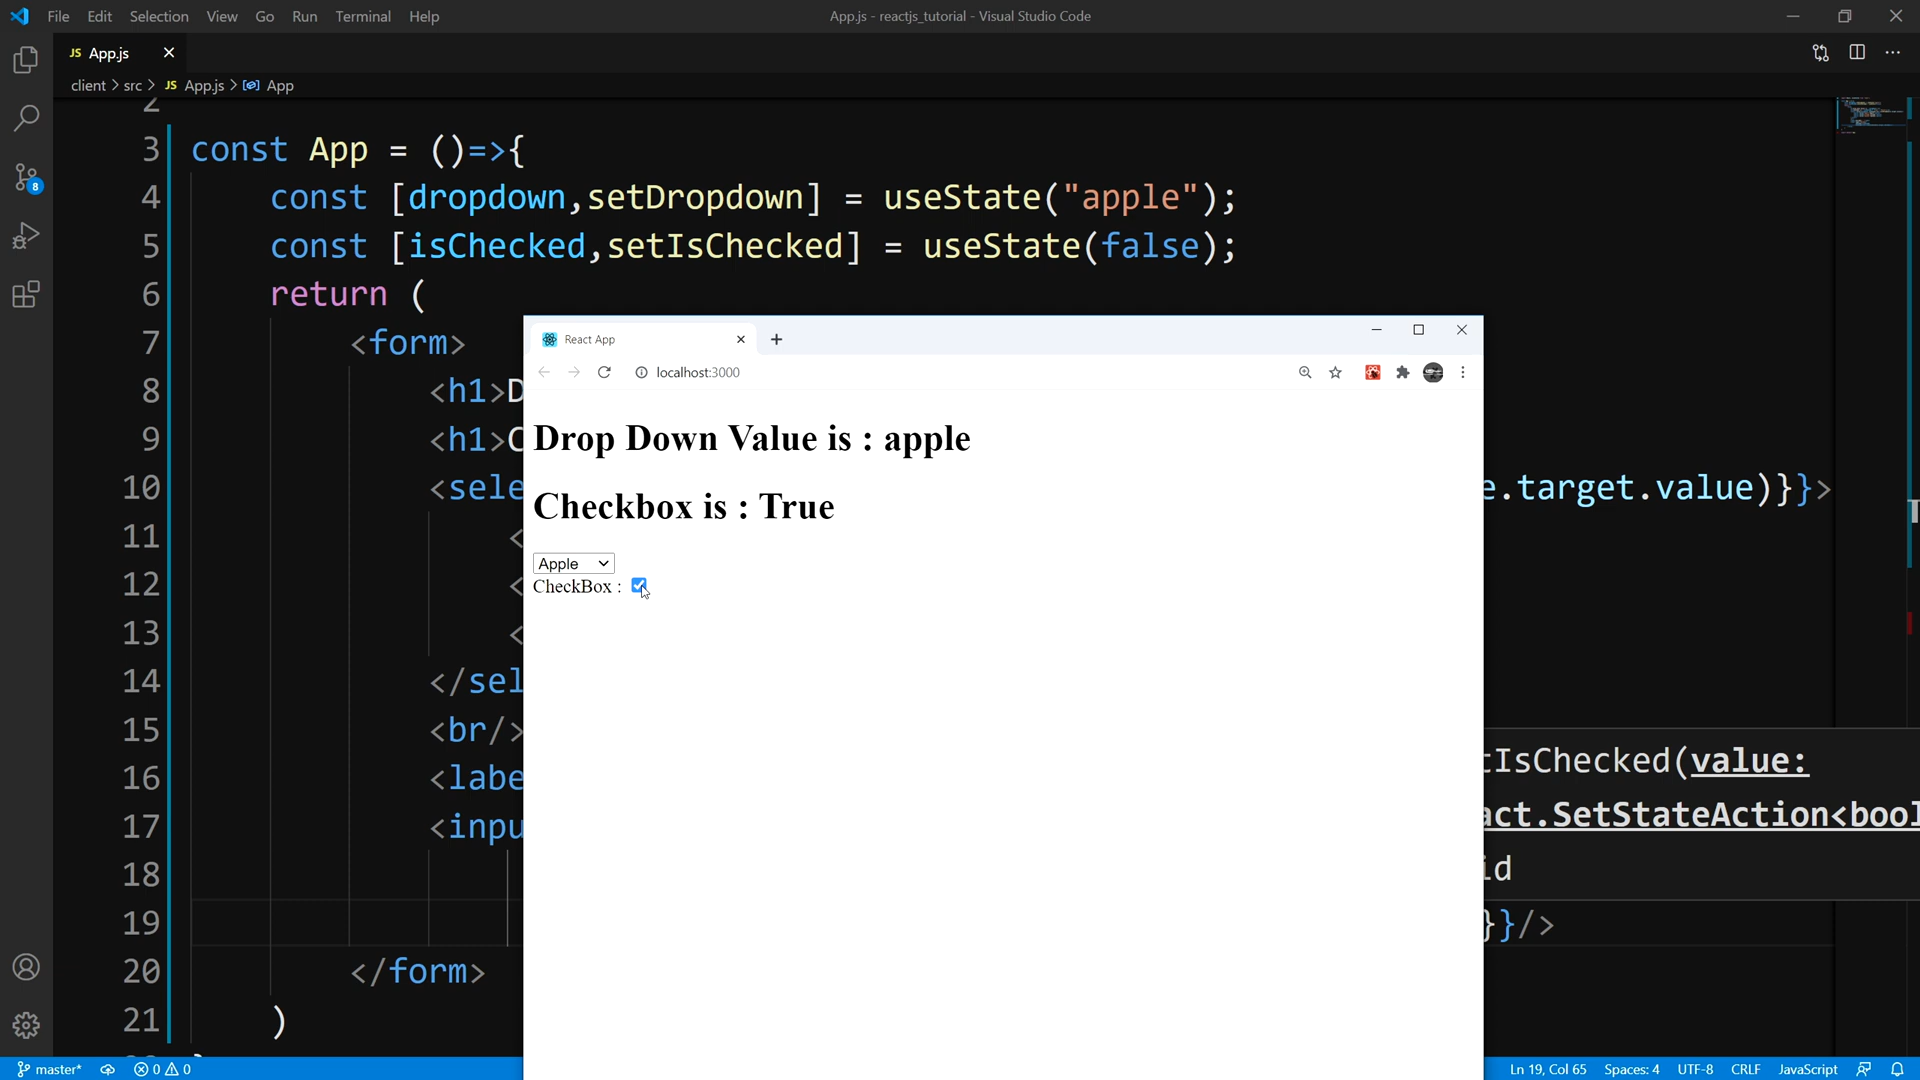 File Edit Selection View Go Run Terminal Help
App.js - reactjs_tutorial - Visual Studio Code
JS App.js
client > src > JS App.js > App
2
3 const App = ()=>{
4 const [dropdown,setDropdown] = useState("apple");
5 const [isChecked,setIsChecked] = useState(false);
6 return (
7 <form>
8 <h1>D
9 <h1>C
10 <sele
e.target.value)}}>
11 <
12 <
13 <
14 </sel
15 <br/>
16 <labe
17 <inpu
18
19
}}/>
20 </form>
21 )
tIsChecked(value:
act.SetStateAction<bool
id
React App
localhost:3000
Drop Down Value is : apple
Checkbox is : True
Apple
CheckBox :
8
master* 0 0
Ln 19, Col 65 Spaces: 4 UTF-8 CRLF JavaScript